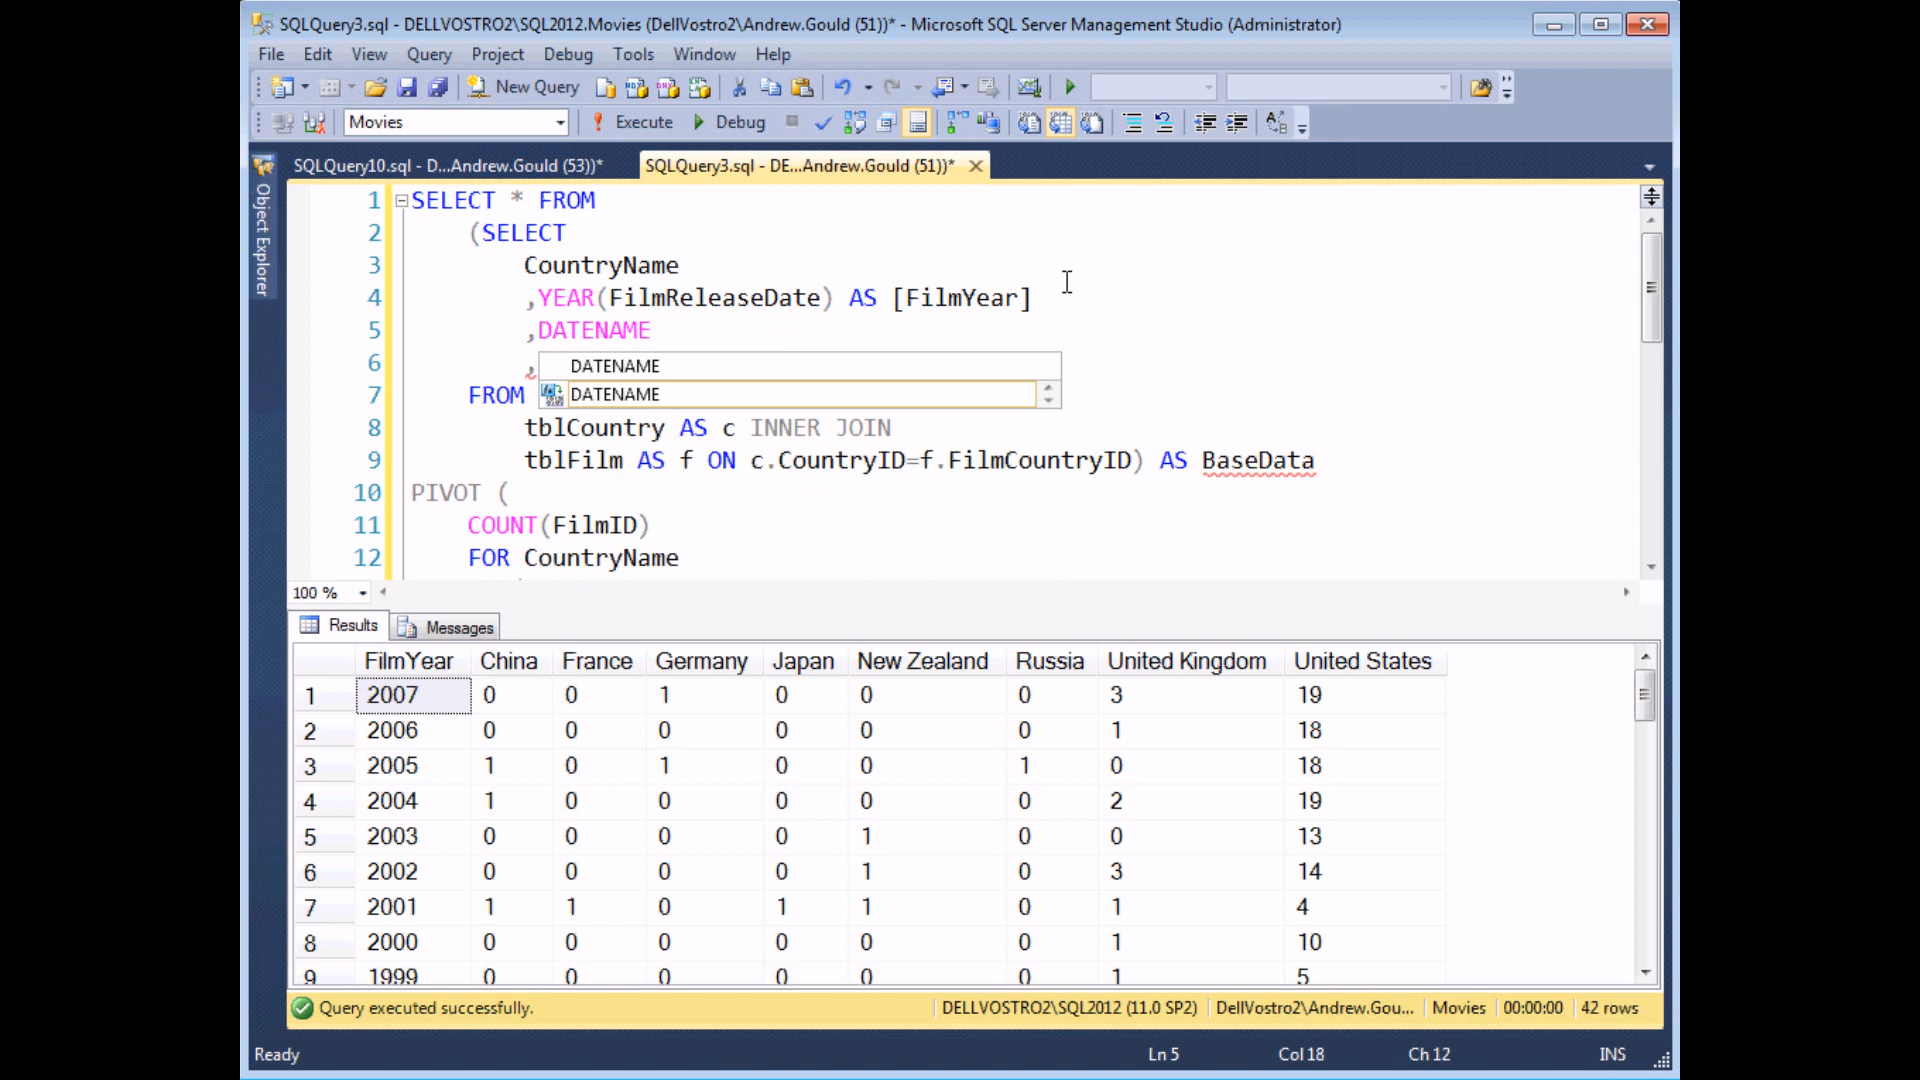 SQLQuery3.sql - DELLVOSTRO2\SQL2012.Movies (DellVostro2\Andrew.Gould (51))* - Microsoft SQL Server Management Studio (Administrator)
File Edit View Query Project Debug Tools Window Help
New Query
Movies Execute Debug
SQLQuery10.sql - D...Andrew.Gould (53))* SQLQuery3.sql - DE...Andrew.Gould (51))*
Object Explorer
1 SELECT * FROM
2 (SELECT
3 CountryName
4 ,YEAR(FilmReleaseDate) AS [FilmYear]
5 ,DATENAME
6 , DATENAME
7 FROM DATENAME
8 tblCountry AS c INNER JOIN
9 tblFilm AS f ON c.CountryID=f.FilmCountryID) AS BaseData
10 PIVOT (
11 COUNT(FilmID)
12 FOR CountryName
100 %
Results Messages
FilmYear China France Germany Japan New Zealand Russia United Kingdom United States
1 2007 0 0 1 0 0 0 3 19
2 2006 0 0 0 0 0 0 1 18
3 2005 1 0 1 0 0 1 0 18
4 2004 1 0 0 0 0 0 2 19
5 2003 0 0 0 0 1 0 0 13
6 2002 0 0 0 0 1 0 3 14
7 2001 1 1 0 1 1 0 1 4
8 2000 0 0 0 0 0 0 1 10
9 1999 0 0 0 0 0 0 1 5
Query executed successfully. DELLVOSTRO2\SQL2012 (11.0 SP2) DellVostro2\Andrew.Gou... Movies 00:00:00 42 rows
Ready Ln 5 Col 18 Ch 12 INS